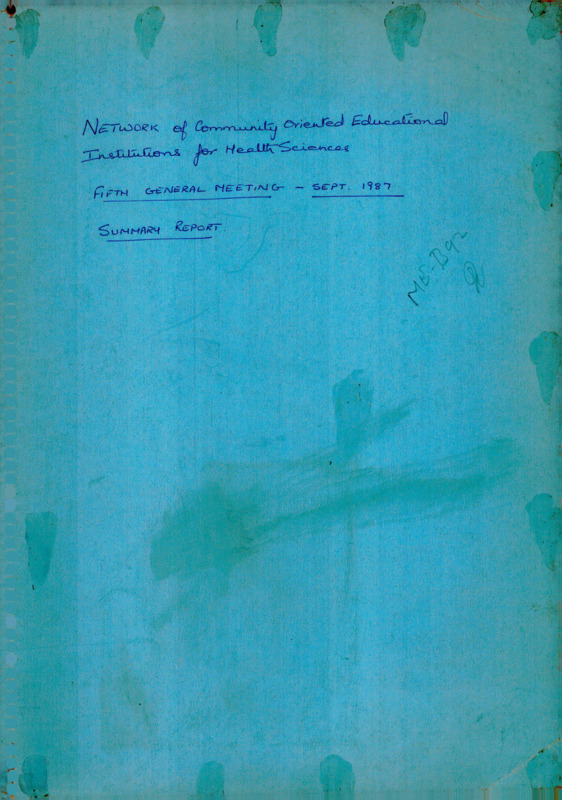 NETWORK of Community Oriented Educational
Institutions for Health Sciences
FIFTH GENERAL MEETING - SEPT. 1987
SUMMARY REPORT.